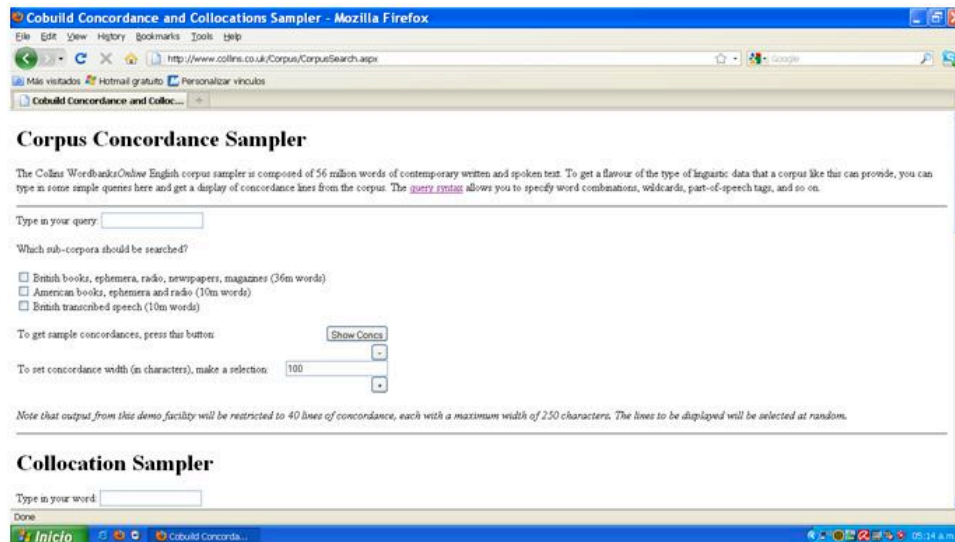 Cobuild Concordance and Collocations Sampler - Mozilla Firefox
File Edit View History Bookmarks Tools Help
http://www.collins.co.uk/Corpus/CorpusSearch.aspx
Google
Más visitados Hotmail gratuito Personalizar vínculos
Cobuild Concordance and Colloc...
Corpus Concordance Sampler
The Collins WordbanksOnline English corpus sampler is composed of 56 million words of contemporary written and spoken text. To get a flavour of the type of linguistic data that a corpus like this can provide, you can
type in some simple queries here and get a display of concordance lines from the corpus. The query syntax allows you to specify word combinations, wildcards, part-of-speech tags, and so on.
Type in your query:
Which sub-corpora should be searched?
British books, ephemera, radio, newspapers, magazines (36m words)
American books, ephemera and radio (10m words)
British transcribed speech (10m words)
To get sample concordances, press this button: Show Concs
-
To set concordance width (in characters), make a selection: 100
+
Note that output from this demo facility will be restricted to 40 lines of concordance, each with a maximum width of 250 characters. The lines to be displayed will be selected at random.
Collocation Sampler
Type in your word:
Done
Inicio Cobuild Concorda... 05:14 a.m.